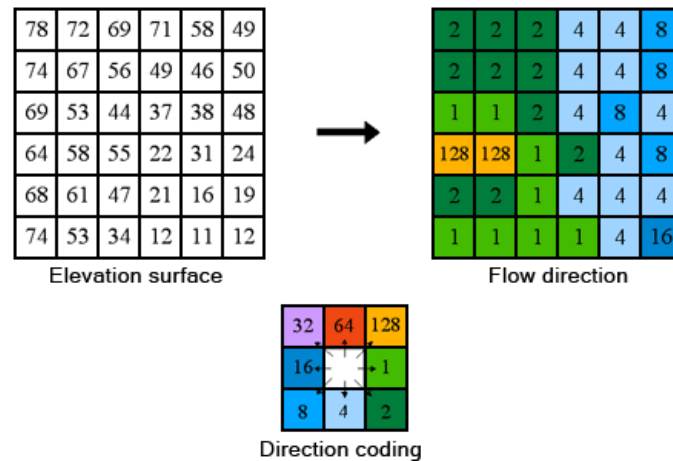 78 72 69 71 58 49
74 67 56 49 46 50
69 53 44 37 38 48
64 58 55 22 31 24
68 61 47 21 16 19
74 53 34 12 11 12
Elevation surface
2 2 2 4 4 8
2 2 2 4 4 8
1 1 2 4 8 4
128 128 1 2 4 8
2 2 1 4 4 4
1 1 1 1 4 16
Flow direction
32 64 128
16 1
8 4 2
Direction coding